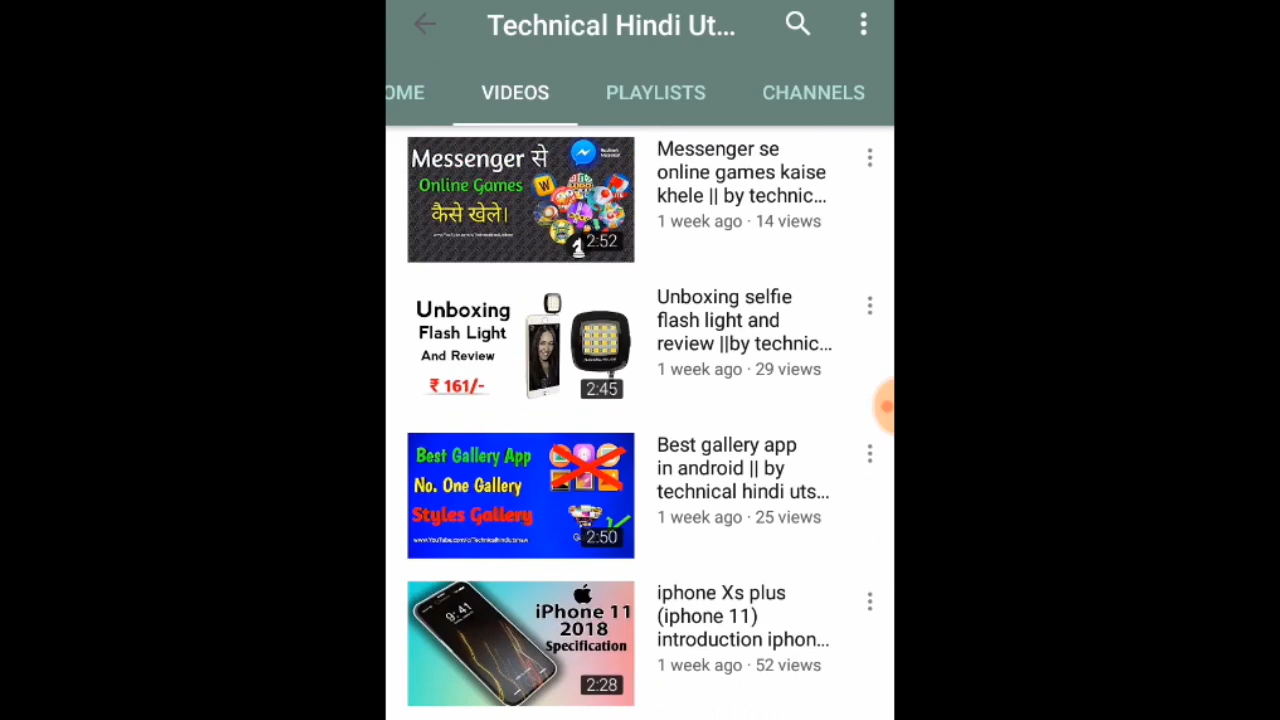 Technical Hindi Ut...
OME VIDEOS PLAYLISTS CHANNELS
Messenger से
Online Games
कैसे खेले।
2:52
Messenger se
online games kaise
khele || by technic...
1 week ago · 14 views
Unboxing
Flash Light
And Review
₹ 161/-
2:45
Unboxing selfie
flash light and
review ||by technic...
1 week ago · 29 views
Best Gallery App
No. One Gallery
Styles Gallery
2:50
Best gallery app
in android || by
technical hindi uts...
1 week ago · 25 views
9:41
iPhone 11
2018
Specification
2:28
iphone Xs plus
(iphone 11)
introduction iphon...
1 week ago · 52 views